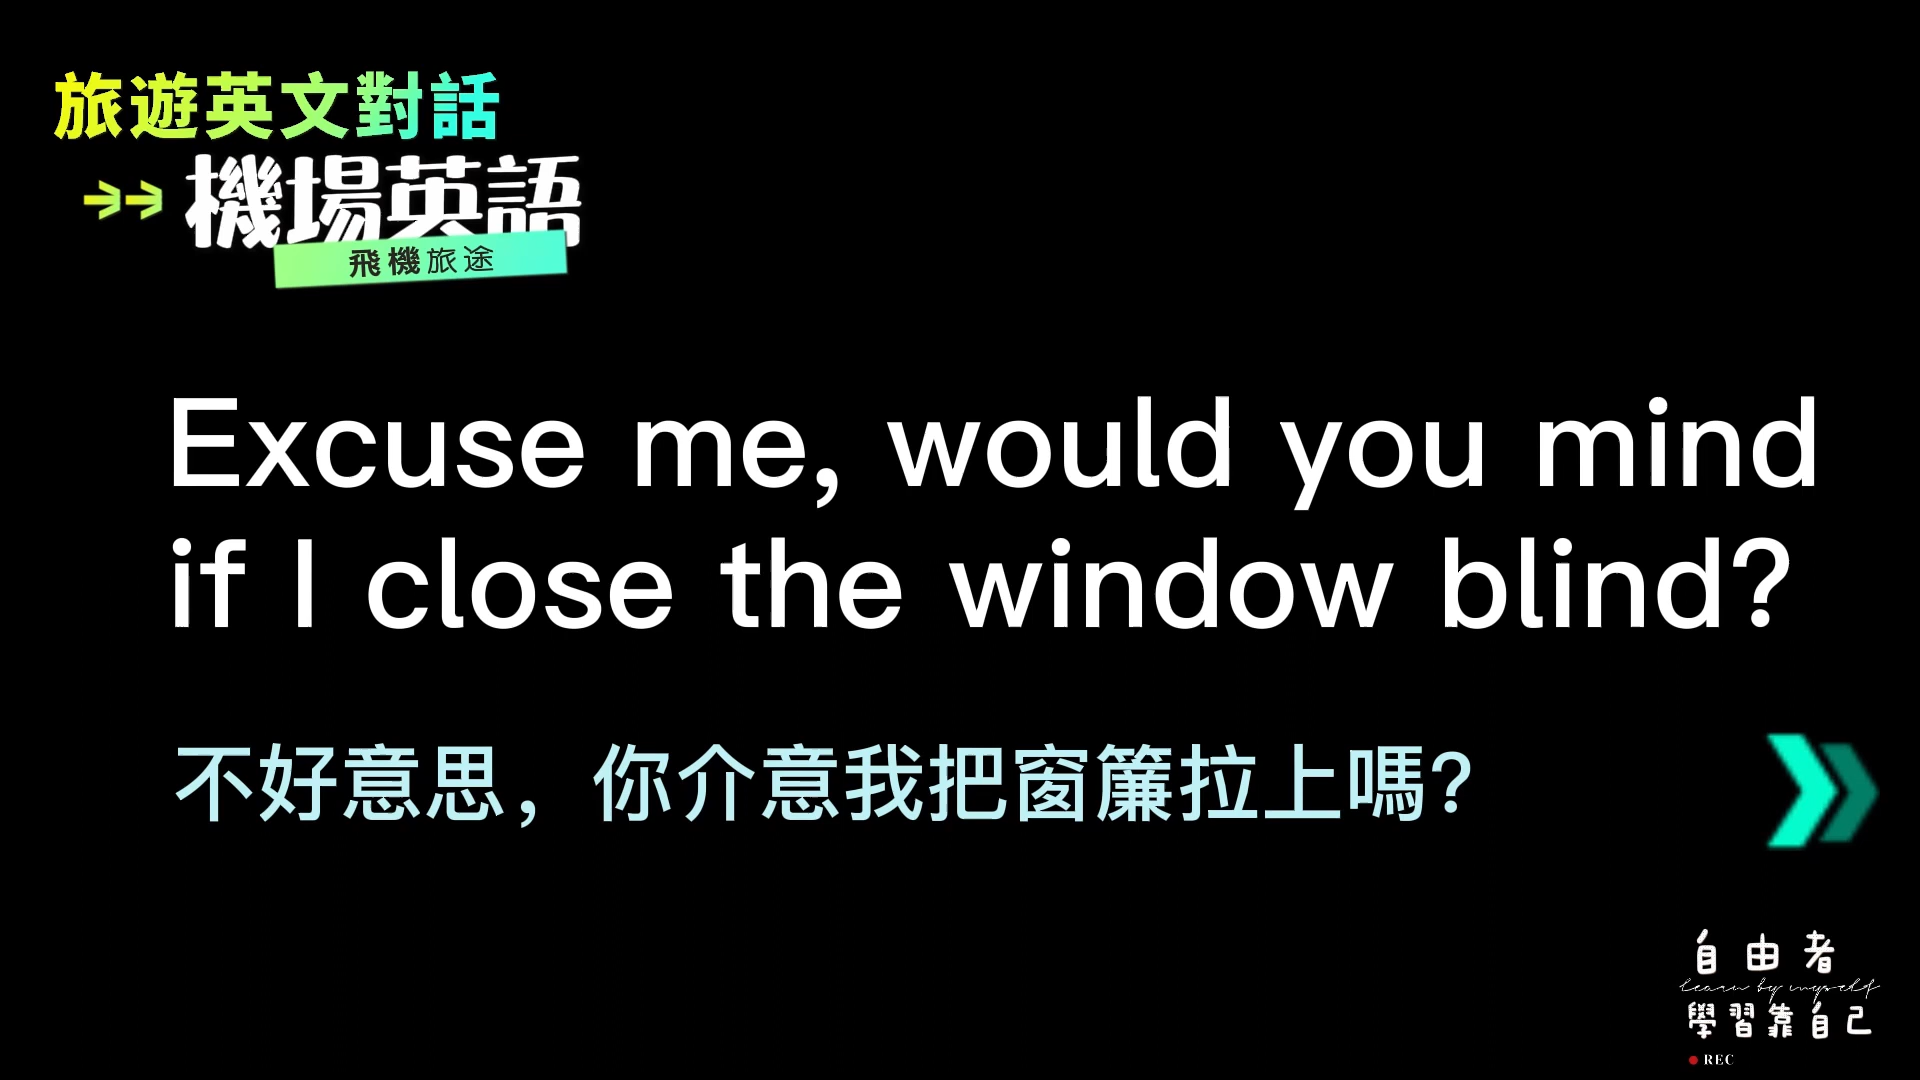 旅遊英文對話
機場英語
飛機旅途
Excuse me, would you mind
if I close the window blind?
不好意思，你介意我把窗簾拉上嗎?
自由者
learn by myself
學習靠自己
REC